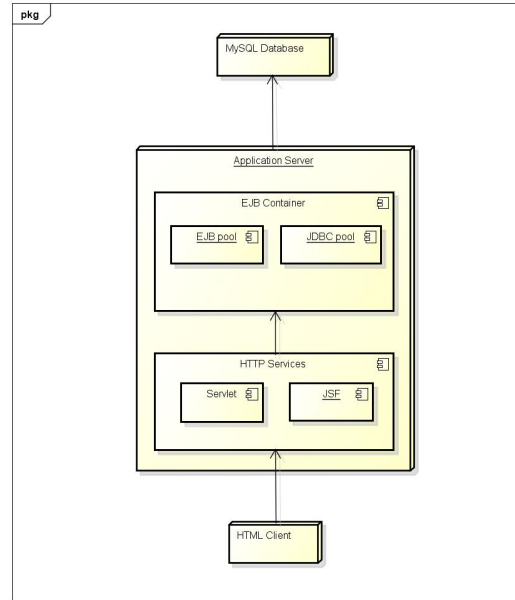 pkg
MySQL Database
Application Server
EJB Container
EJB pool
JDBC pool
HTTP Services
Servlet
JSF
HTML Client